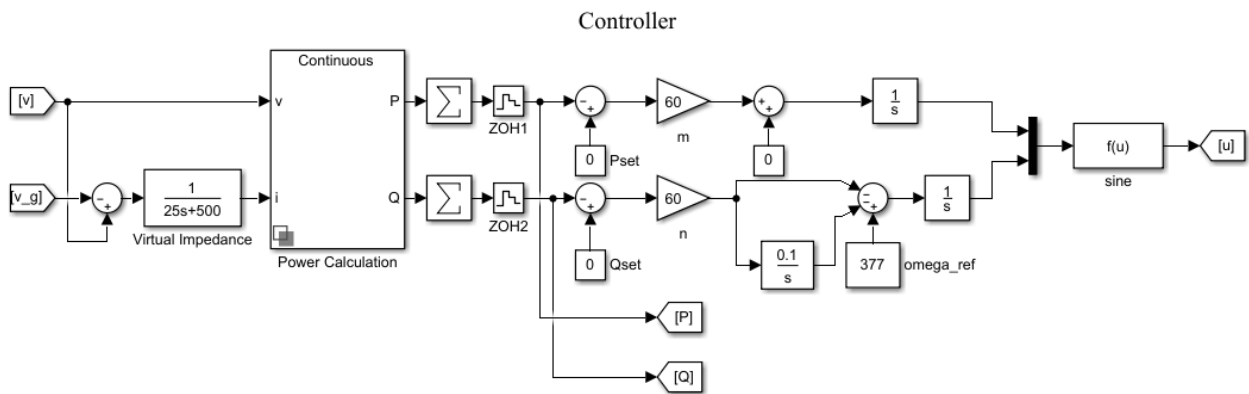 Controller
Continuous
[v]
v
P
Σ
ZOH1
-
+
60
m
0
Pset
+
+
0
1
s
f(u)
sine
[u]
[v_g]
-
+
1
25s+500
Virtual Impedance
i
Q
Σ
ZOH2
-
+
60
n
0
Qset
-
-
+
1
s
0.1
s
377
omega_ref
Power Calculation
[P]
[Q]